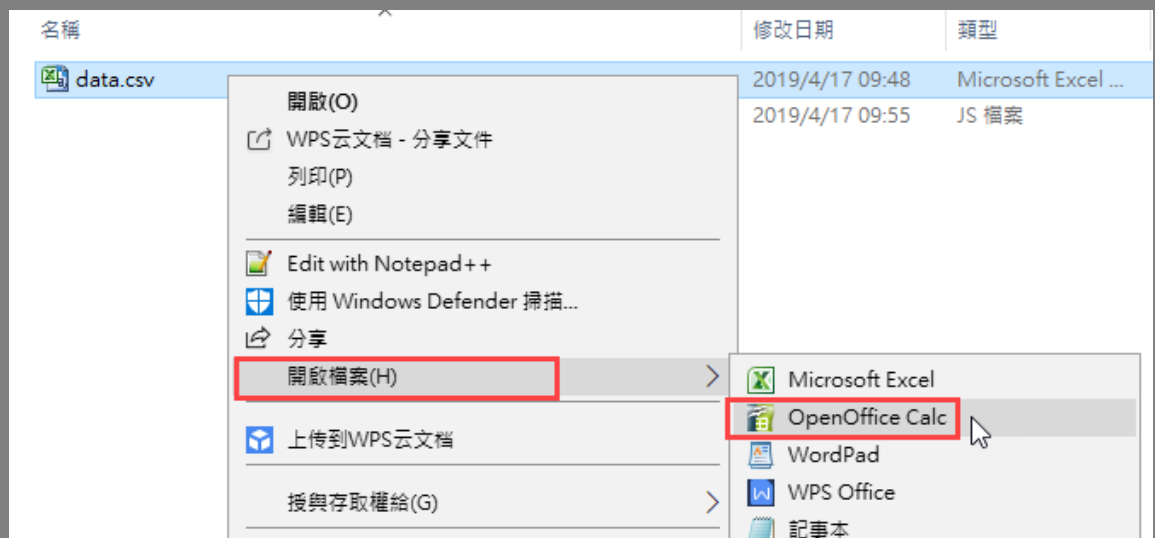 名稱 修改日期 類型
data.csv 2019/4/17 09:48 Microsoft Excel ...
2019/4/17 09:55 JS 檔案
開啟(O)
WPS云文档 - 分享文件
列印(P)
編輯(E)
Edit with Notepad++
使用 Windows Defender 掃描...
分享
開啟檔案(H)
上传到WPS云文档
授與存取權給(G)
Microsoft Excel
OpenOffice Calc
WordPad
WPS Office
記事本